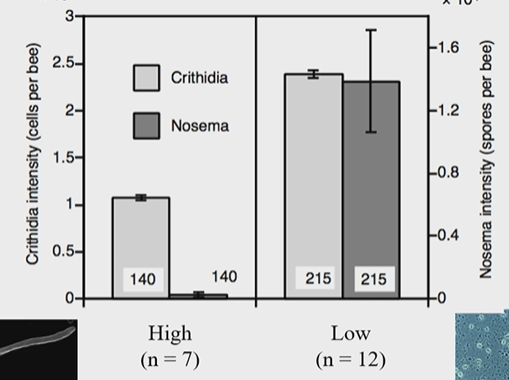 3
2.5
2
1.5
1
0.5
0
Crithidia intensity (cells per bee)
Crithidia
Nosema
140
140
215
215
1.6
1.2
0.8
0.4
0
Nosema intensity (spores per bee)
High
(n = 7)
Low
(n = 12)